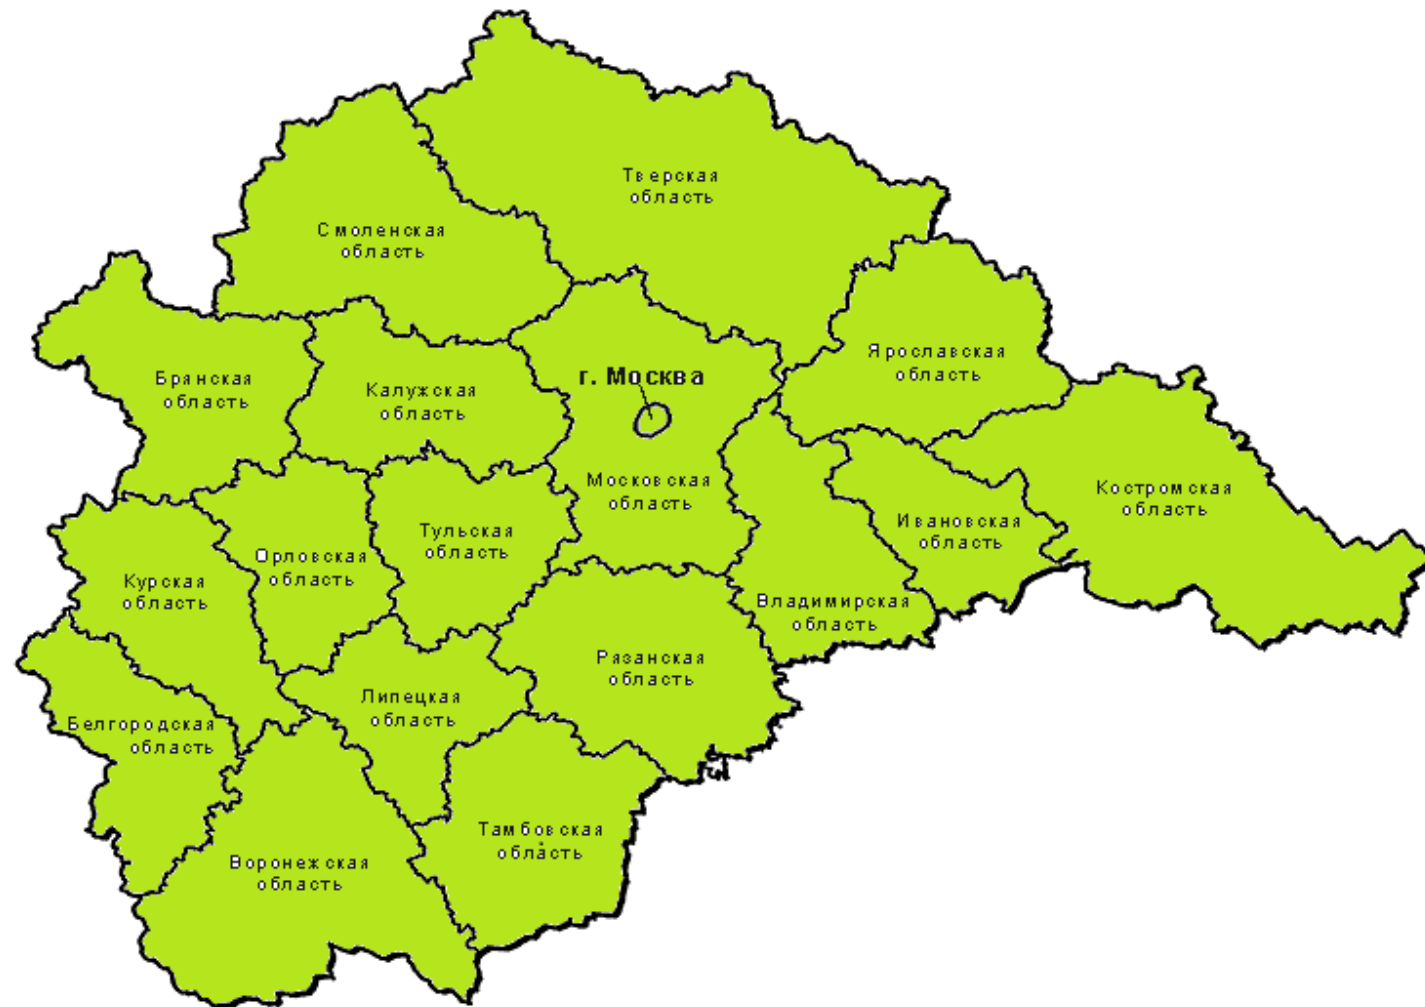 Тверская
область
Смоленская
область
Ярославская
область
г. Москва
Брянская
область
Калужская
область
Московская
область
Костромская
область
Ивановская
область
Тульская
область
Орловская
область
Курская
область
Владимирская
область
Рязанская
область
Липецкая
область
Белгородская
область
Тамбовская
область
Воронежская
область